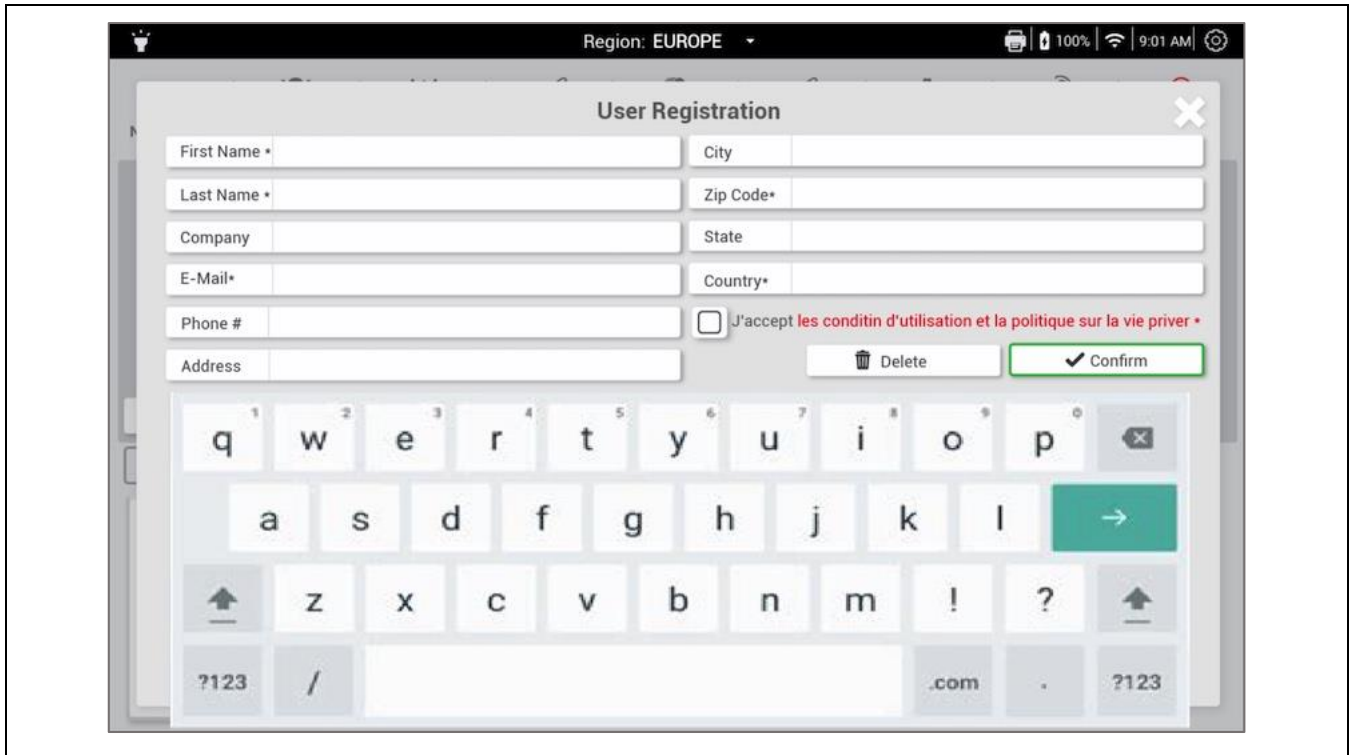 Region: EUROPE
100%
9:01 AM
User Registration
First Name *
City
Last Name *
Zip Code*
Company
State
E-Mail*
Country*
Phone #
J'accept les conditin d'utilisation et la politique sur la vie priver *
Address
Delete
Confirm
1 2 3 4 5 6 7 8 9 0
q w e r t y u i o p
a s d f g h j k l
z x c v b n m ! ?
?123 / .com . ?123